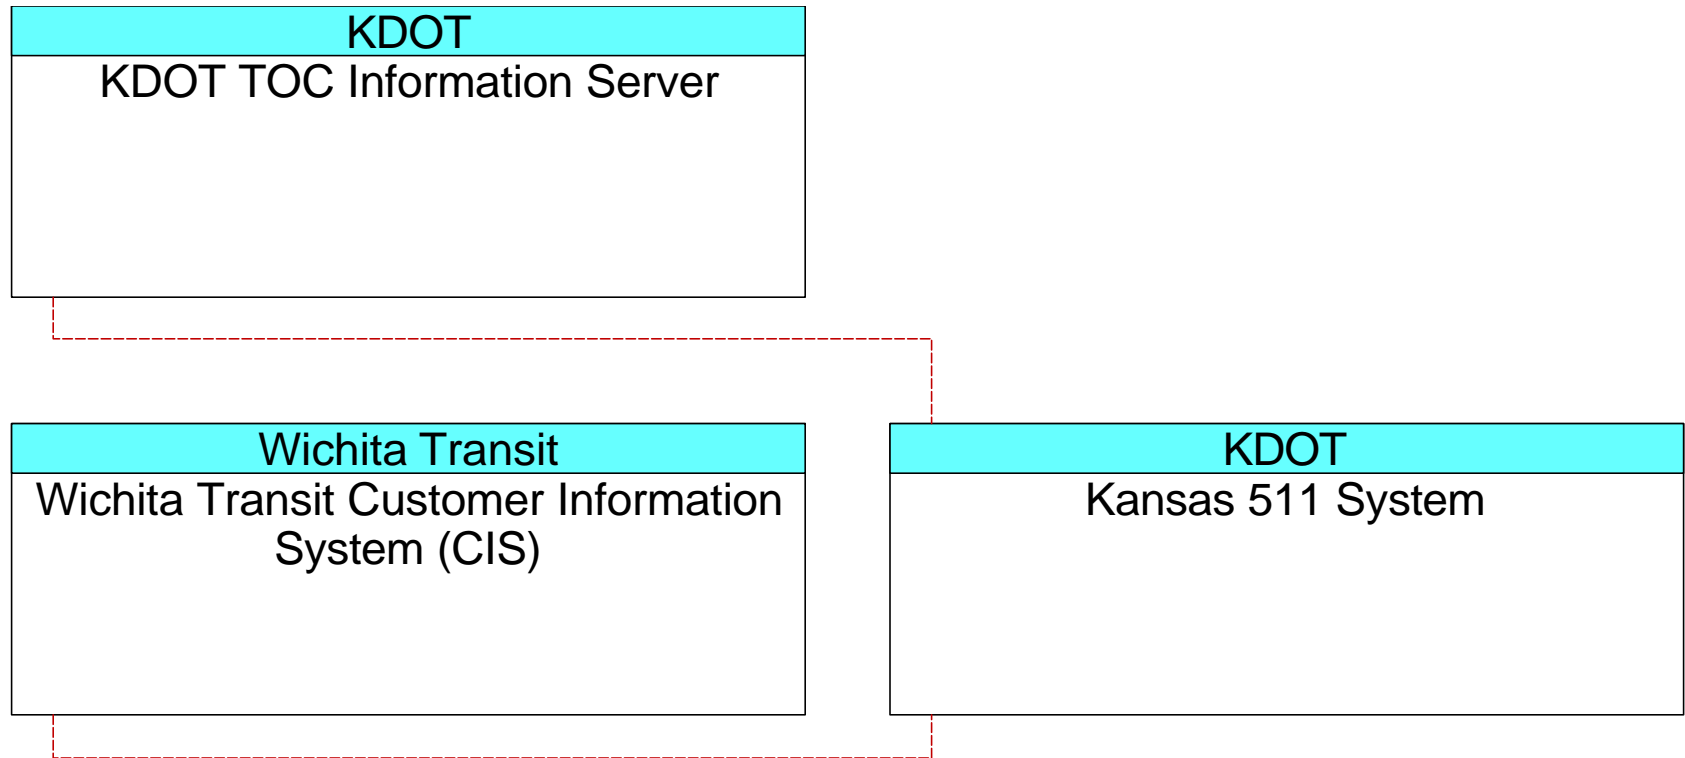 KDOT
KDOT TOC Information Server
Wichita Transit
Wichita Transit Customer Information
System (CIS)
KDOT
Kansas 511 System